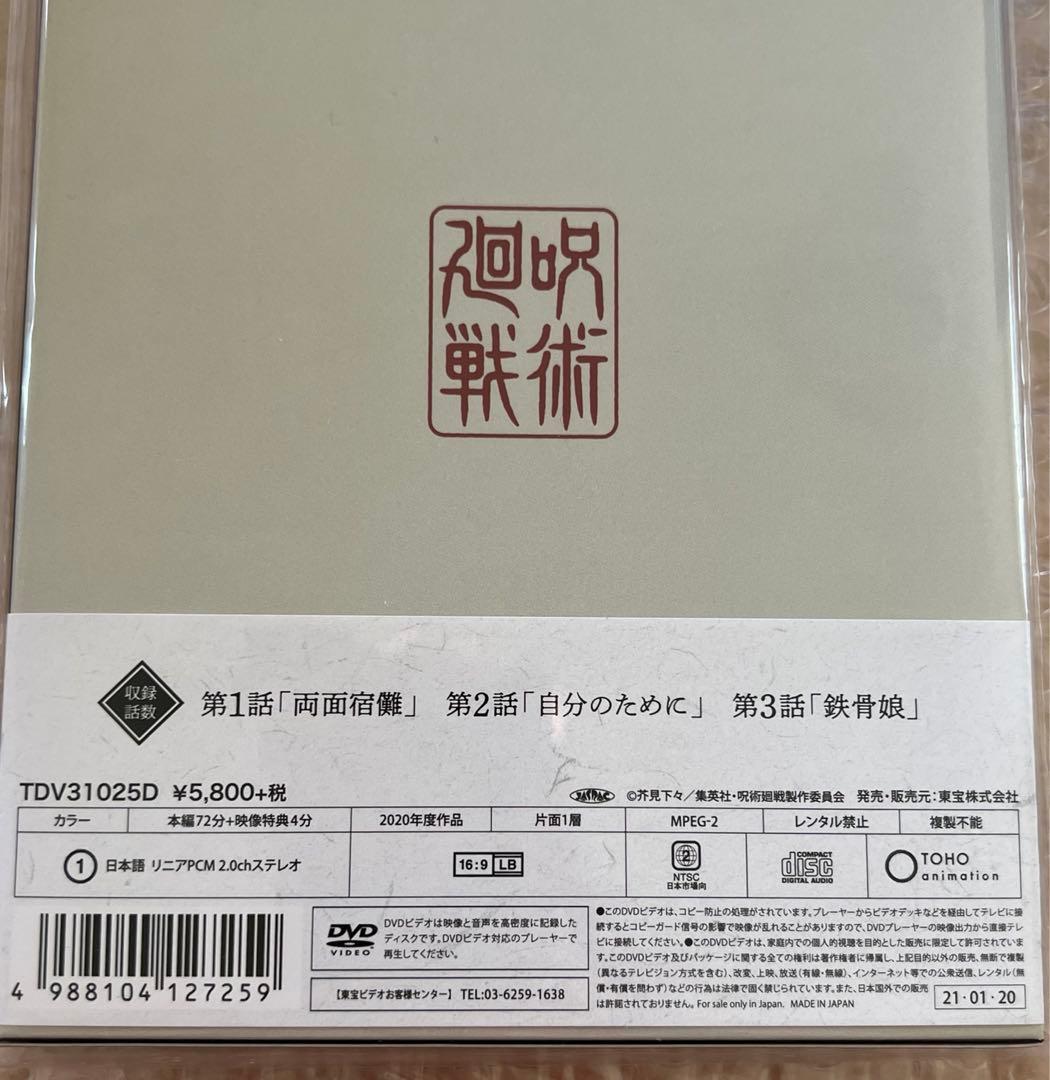 呪術
廻戦
収録
話数
第1話「両面宿儺」 第2話「自分のために」 第3話「鉄骨娘」
TDV31025D ¥5,800+税
JASRAC ©芥見下々／集英社・呪術廻戦製作委員会 発売・販売元：東宝株式会社
カラー 本編72分+映像特典4分 2020年度作品 片面1層 MPEG-2 レンタル禁止 複製不能
1 日本語 リニアPCM 2.0chステレオ
16:9 LB
2
NTSC
日本市場向
COMPACT
disc
DIGITAL AUDIO
TOHO
animation
DVD
VIDEO
DVDビデオは映像と音声を高密度に記録した
ディスクです。DVDビデオ対応のプレーヤーで
再生してください。
【東宝ビデオお客様センター】 TEL:03-6259-1638
●このDVDビデオは、コピー防止の処理がされています。プレーヤーからビデオデッキなどを経由してテレビに接
続するとコピーガード信号の影響で映像が乱れることがありますので、DVDプレーヤーの映像出力から直接テレ
ビに接続してください。●このDVDビデオは、家庭内での個人的視聴を目的とした販売に限定して許可されていま
す。このDVDビデオ及びパッケージに関する全ての権利は著作権者に帰属し、上記目的以外の販売、無断で複製
(異なるテレビジョン方式を含む)、改変、上映、放送(有線・無線)、インターネット等での公衆送信、レンタル(無
償・有償を問わず)などの行為は法律で固く禁じられています。また、日本国外での販売
は許諾されておりません。For sale only in Japan. MADE IN JAPAN
21・01・20
4 988104 127259